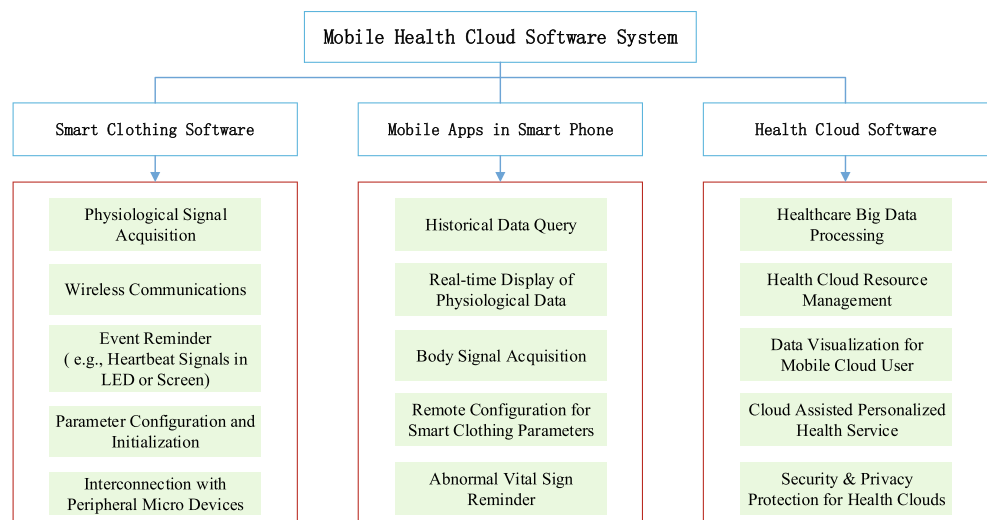 Mobile Health Cloud Software System
Smart Clothing Software
Mobile Apps in Smart Phone
Health Cloud Software
Physiological Signal
Acquisition
Wireless Communications
Event Reminder
( e.g., Heartbeat Signals in
LED or Screen)
Parameter Configuration and
Initialization
Interconnection with
Peripheral Micro Devices
Historical Data Query
Real-time Display of
Physiological Data
Body Signal Acquisition
Remote Configuration for
Smart Clothing Parameters
Abnormal Vital Sign
Reminder
Healthcare Big Data
Processing
Health Cloud Resource
Management
Data Visualization for
Mobile Cloud User
Cloud Assisted Personalized
Health Service
Security & Privacy
Protection for Health Clouds